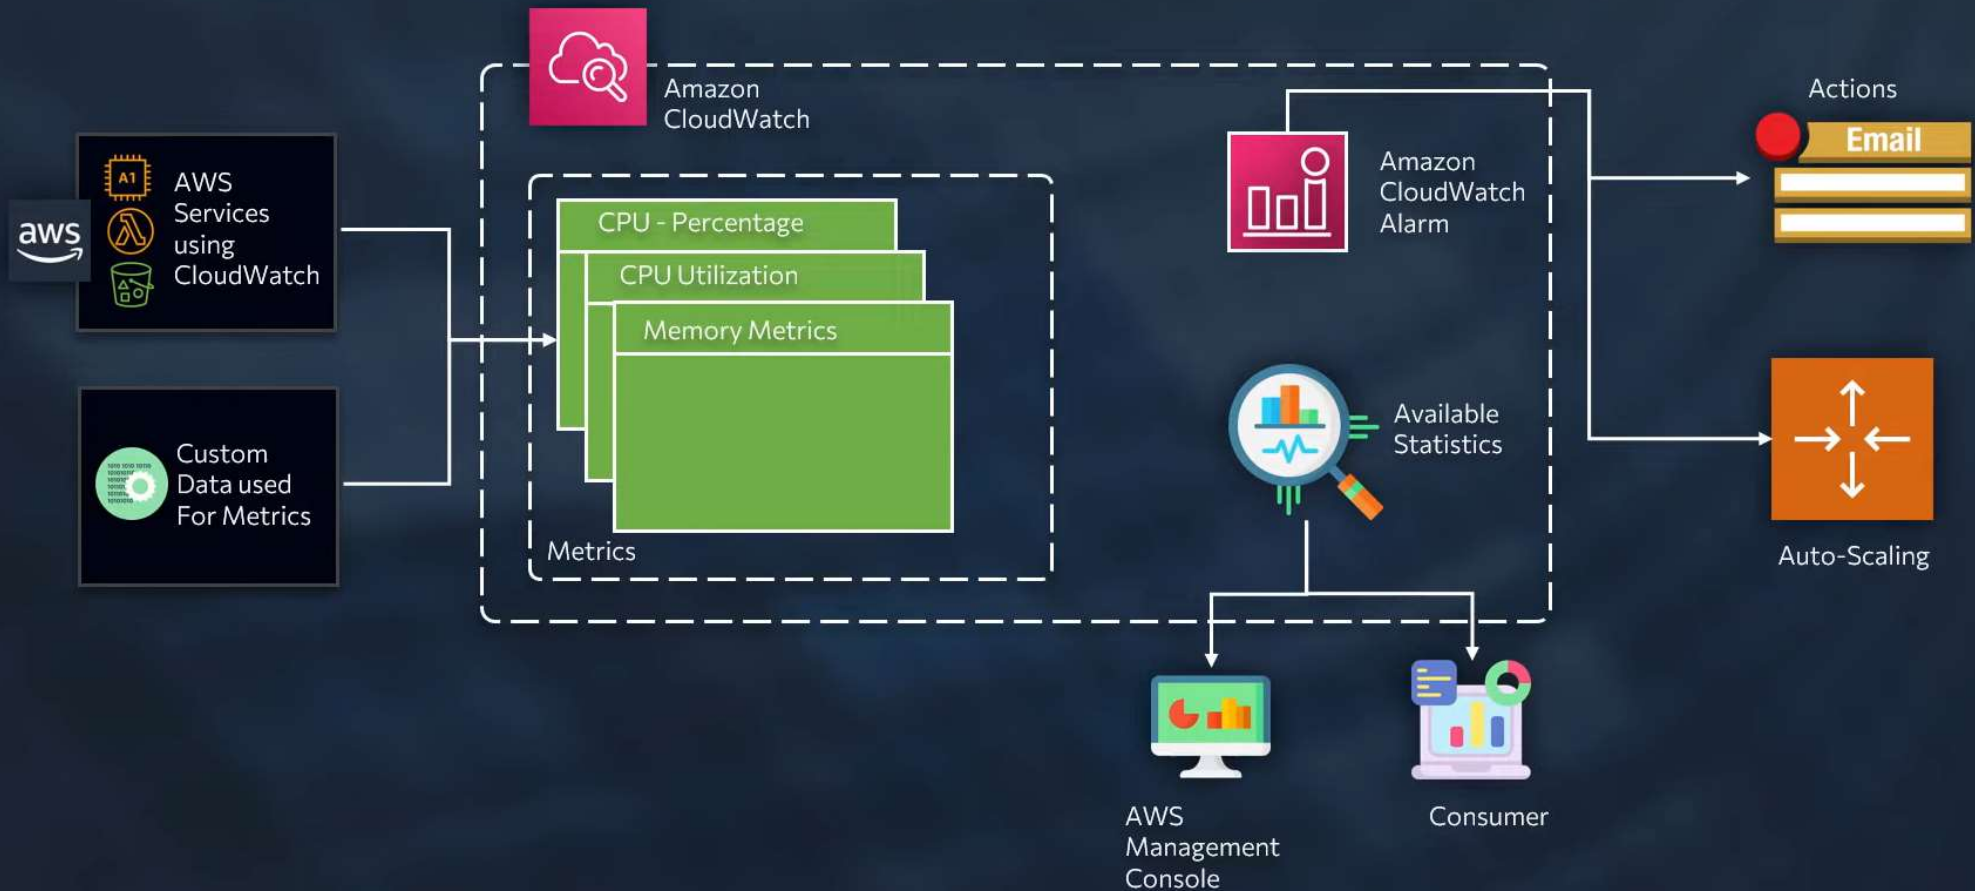 Amazon
CloudWatch
aws
A1
AWS
Services
using
CloudWatch
Custom
Data used
For Metrics
CPU - Percentage
CPU Utilization
Memory Metrics
Metrics
Amazon
CloudWatch
Alarm
Available
Statistics
Actions
Email
Auto-Scaling
AWS
Management
Console
Consumer